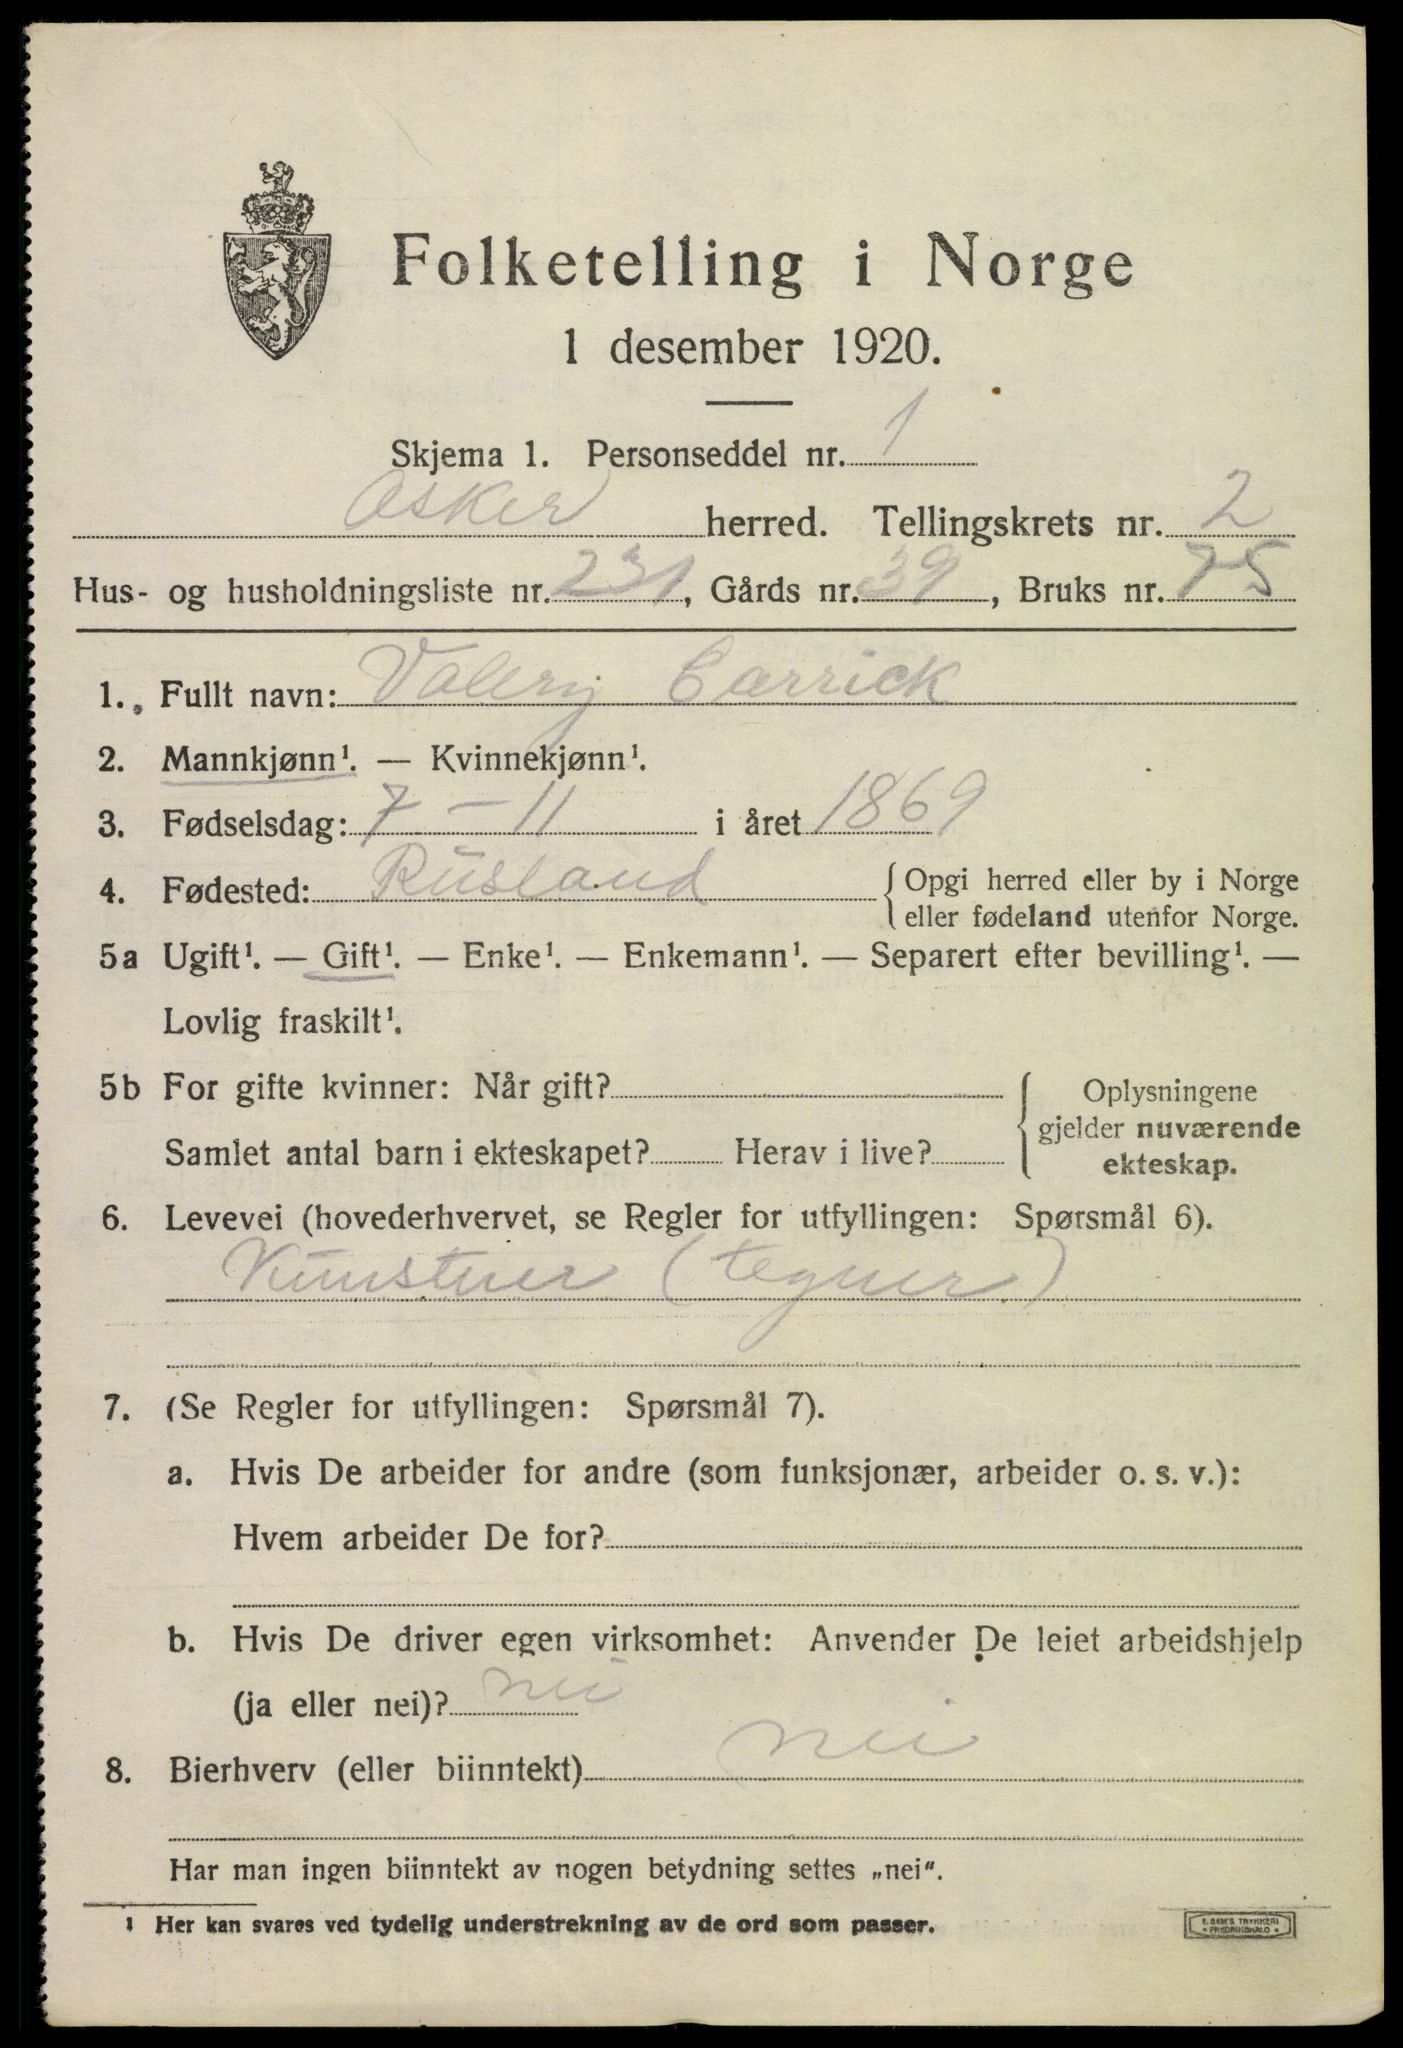 Folketelling i Norge
1 desember 1920.
Skjema 1. Personseddel nr. 1
Asker herred. Tellingskrets nr. 2
Hus- og husholdningsliste nr. 231, Gårds nr. 39, Bruks nr. 75
1. Fullt navn: Valerij Carrick
2. Mannkjønn¹. — Kvinnekjønn¹.
3. Fødselsdag: 7 – 11 i året 1869
4. Fødested: Rusland { Opgi herred eller by i Norge
eller fødeland utenfor Norge.
5a Ugift¹. — Gift¹. — Enke¹. — Enkemann¹. — Separert efter bevilling¹. —
Lovlig fraskilt¹.
5b For gifte kvinner: Når gift? { Oplysningene
gjelder nuværende
Samlet antal barn i ekteskapet? Herav i live? ekteskap.
6. Levevei (hovederhvervet, se Regler for utfyllingen: Spørsmål 6).
Kunstner (tegner)
7. (Se Regler for utfyllingen: Spørsmål 7).
a. Hvis De arbeider for andre (som funksjonær, arbeider o. s. v.):
Hvem arbeider De for?
b. Hvis De driver egen virksomhet: Anvender De leiet arbeidshjelp
(ja eller nei)? nei
8. Bierhverv (eller biinntekt) nei
Har man ingen biinntekt av nogen betydning settes „nei“.
¹ Her kan svares ved tydelig understrekning av de ord som passer.
E. SEM'S TRYKKERI
FREDRIKSHALD